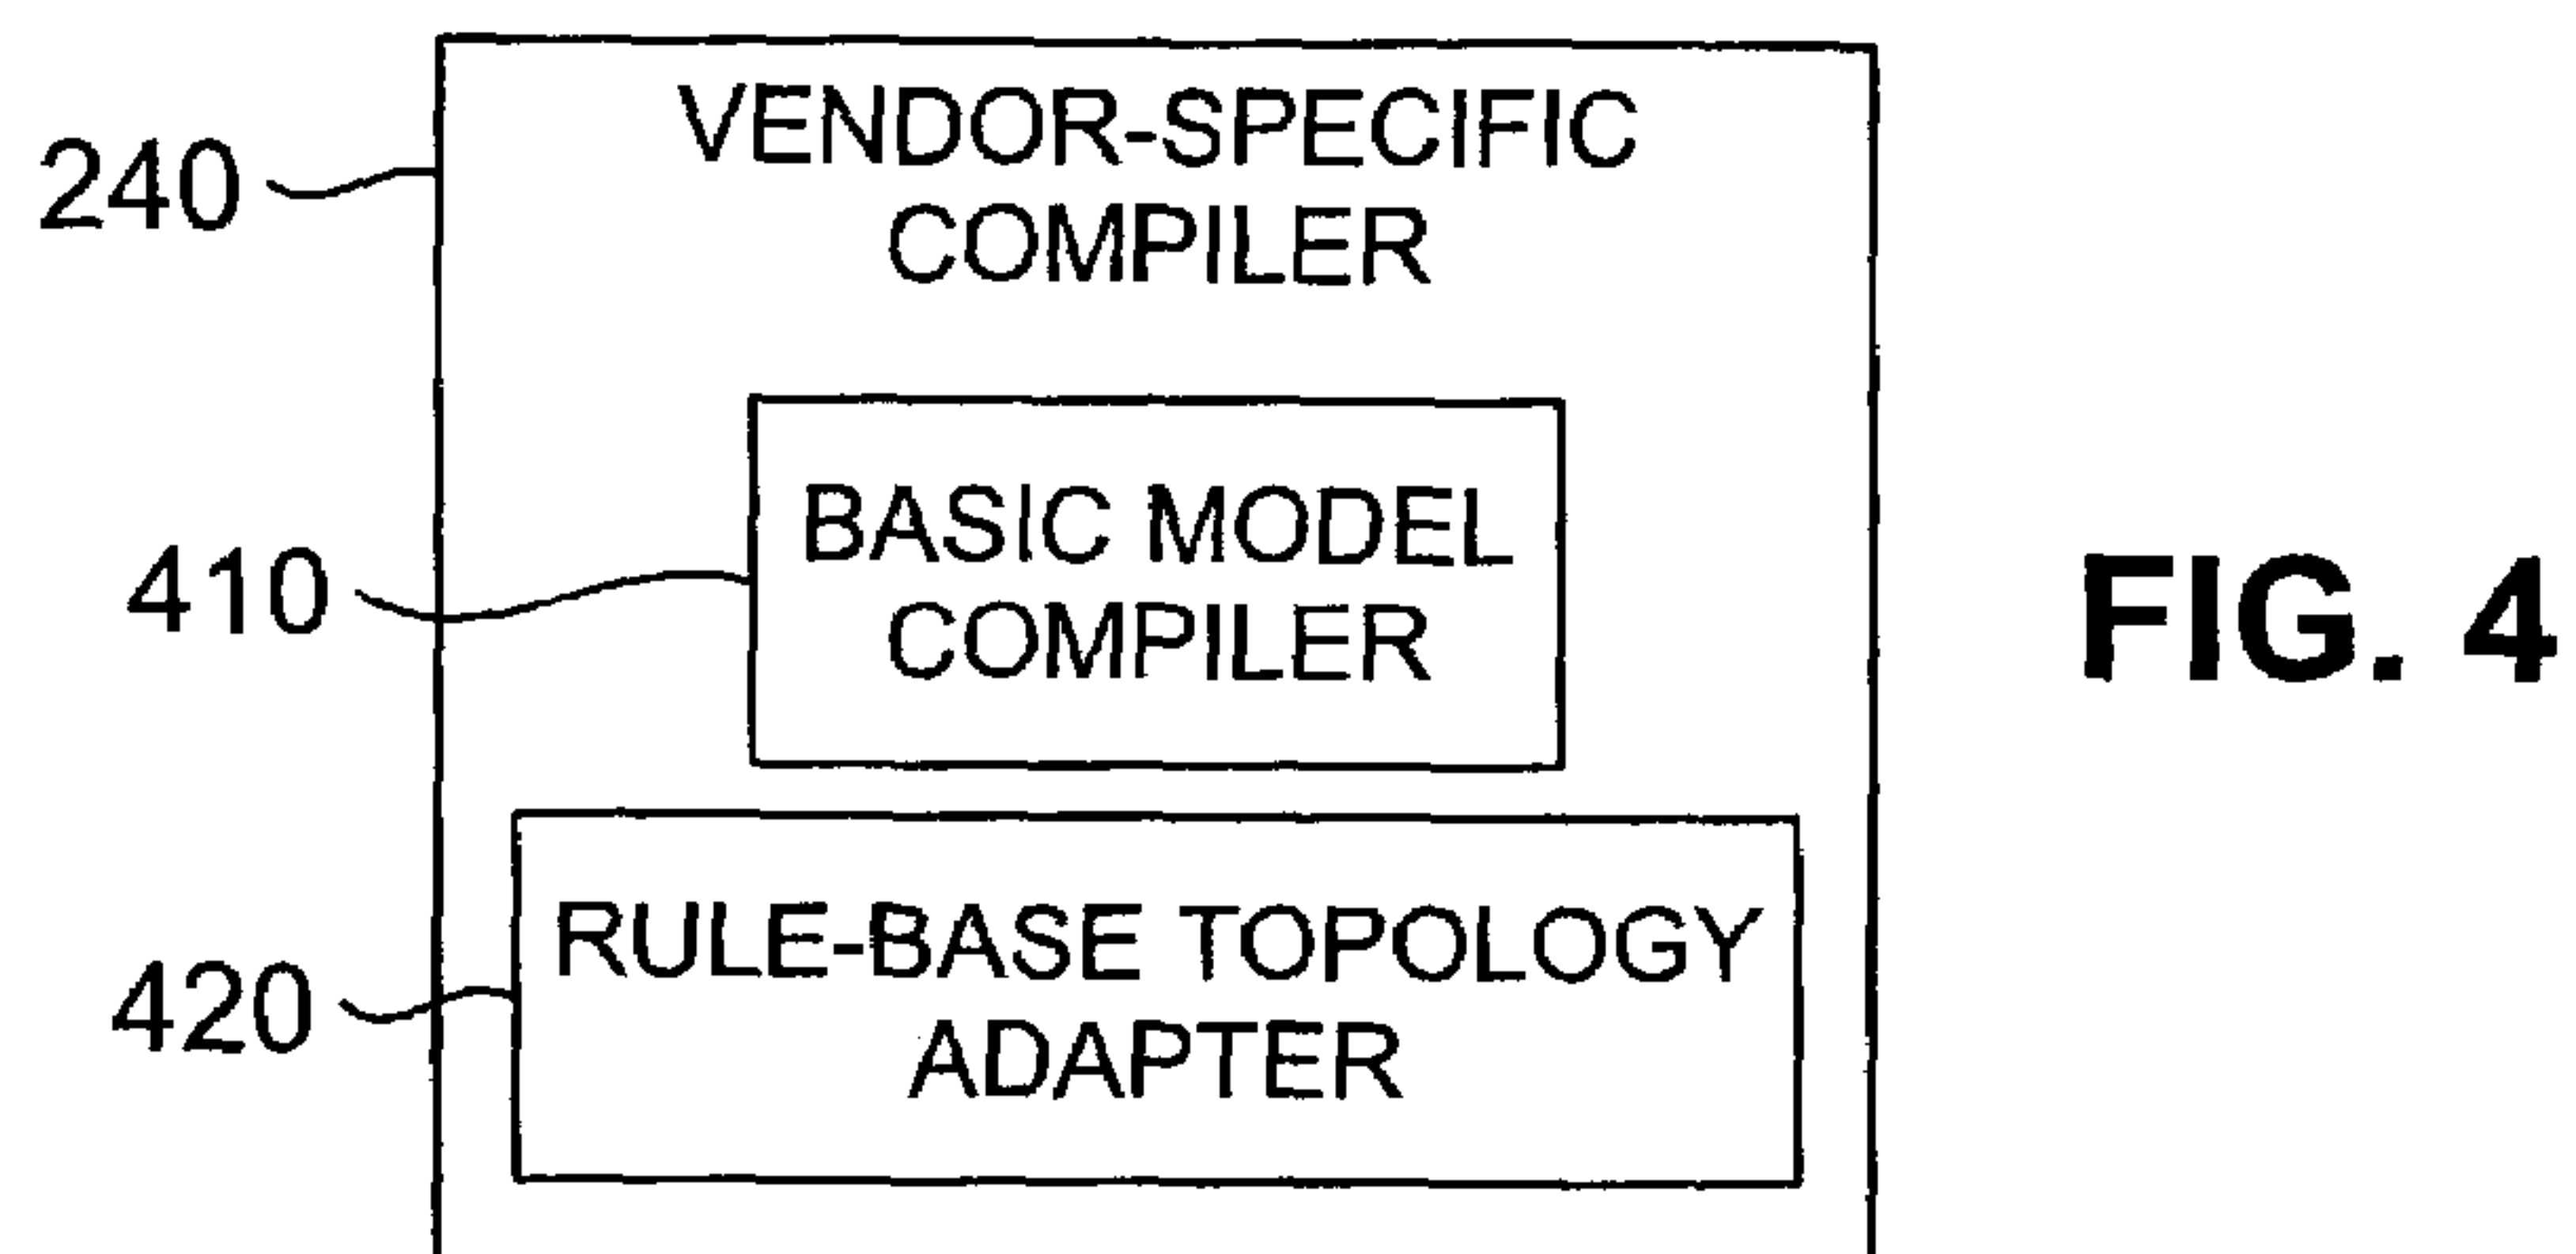 VENDOR-SPECIFIC
COMPILER
240
BASIC MODEL
COMPILER
410
FIG. 4
RULE-BASE TOPOLOGY
ADAPTER
420